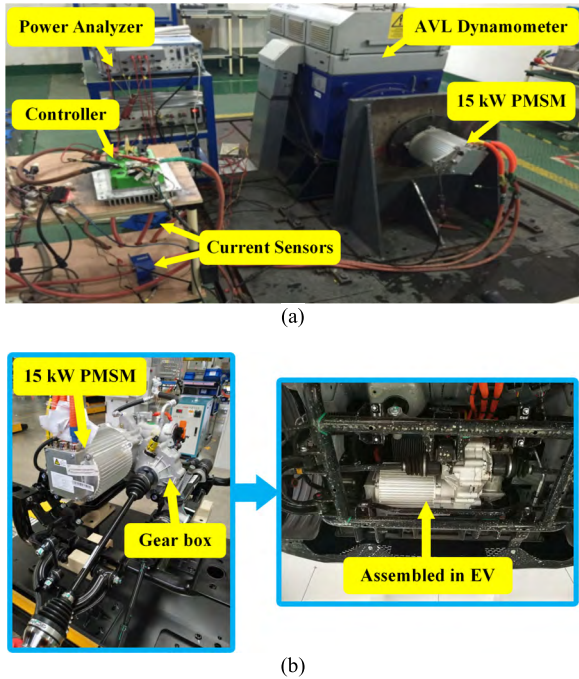 Power Analyzer
AVL Dynamometer
15 kW PMSM
Controller
Current Sensors
(a)
15 kW PMSM
Gear box
Assembled in EV
(b)